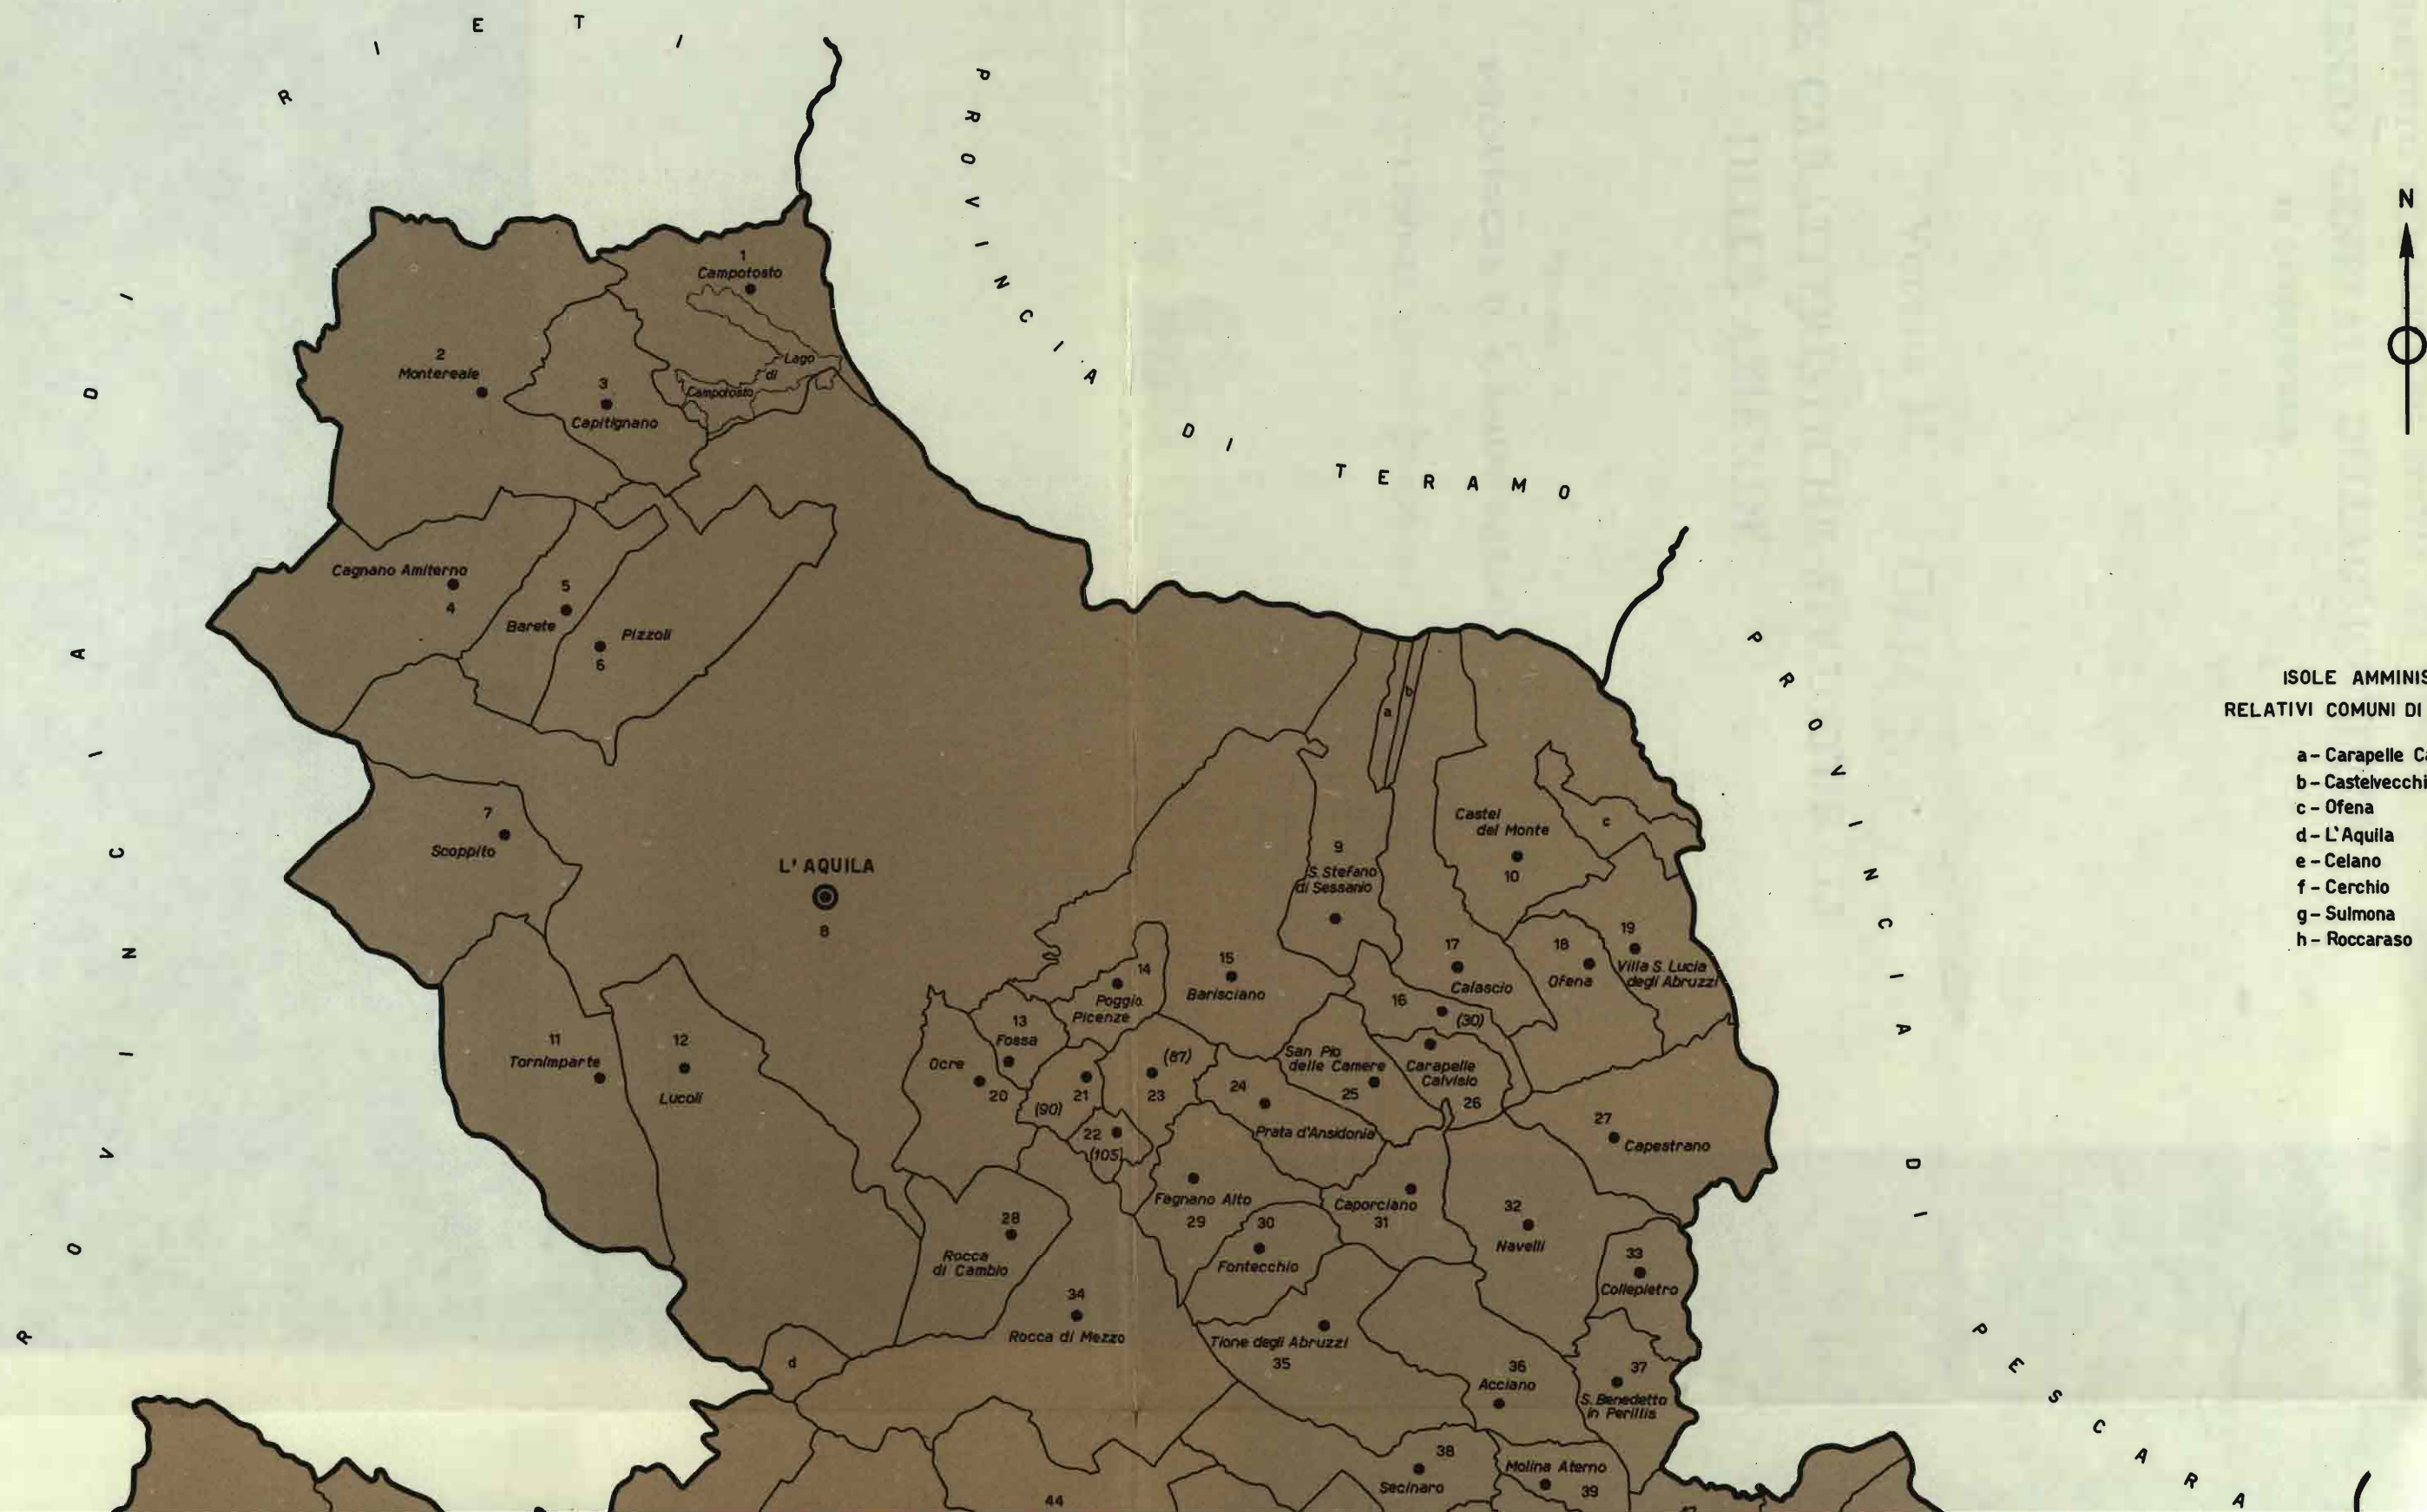 PROVINCIA DI RIETI
PROVINCIA DI TERAMO
PROVINCIA DI PESCARA
N
1
Campotosto
Lago
di
Campotosto
2
Montereale
3
Capitignano
Cagnano Amiterno
4
5
Barete
Pizzoli
6
7
Scoppito
L'AQUILA
8
a
b
c
9
S. Stefano
di Sessanio
Castel
del Monte
10
11
Tornimparte
12
Lucoli
13
Fossa
14
Poggio
Picenze
15
Barisciano
16
(30)
17
Calascio
18
Ofena
19
Villa S. Lucia
degli Abruzzi
Ocre
20
21
(90)
22
(105)
(87)
23
24
Prata d'Ansidonia
San Pio
delle Camere
25
Carapelle
Calvisio
26
27
Capestrano
28
Rocca
di Cambio
Fagnano Alto
29
30
Fontecchio
Caporciano
31
32
Navelli
33
Collepietro
34
Rocca di Mezzo
Tione degli Abruzzi
35
36
Acciano
37
S. Benedetto
in Perillis
38
Secinaro
Molina Aterno
39
44
d
ISOLE AMMINIS
RELATIVI COMUNI DI
a – Carapelle Ca
b – Castelvecchi
c – Ofena
d – L'Aquila
e – Celano
f – Cerchio
g – Sulmona
h – Roccaraso